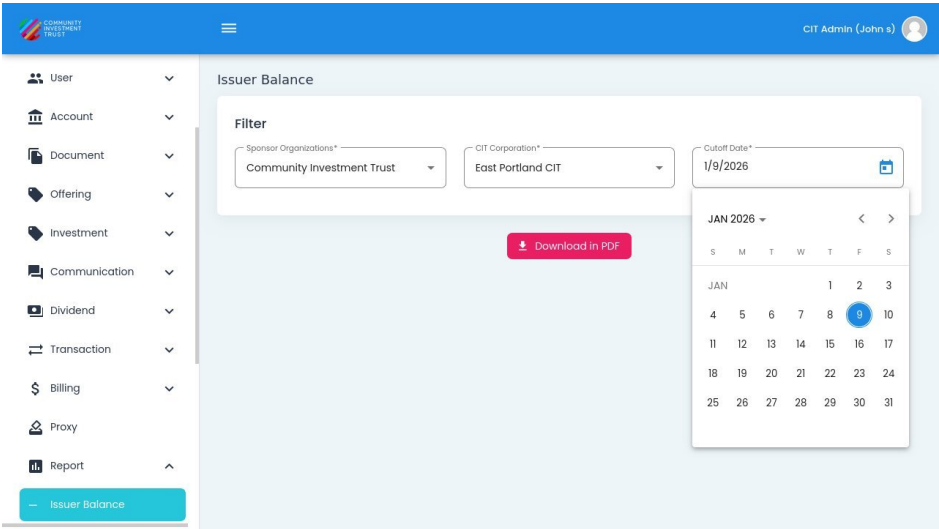 COMMUNITY
INVESTMENT
TRUST
CIT Admin (John s)
User
Account
Document
Offering
Investment
Communication
Dividend
Transaction
Billing
Proxy
Report
Issuer Balance
Issuer Balance
Filter
Sponsor Organizations*
Community Investment Trust
CIT Corporation*
East Portland CIT
Cutoff Date*
1/9/2026
Download in PDF
JAN 2026
S M T W T F S
JAN 1 2 3
4 5 6 7 8 9 10
11 12 13 14 15 16 17
18 19 20 21 22 23 24
25 26 27 28 29 30 31